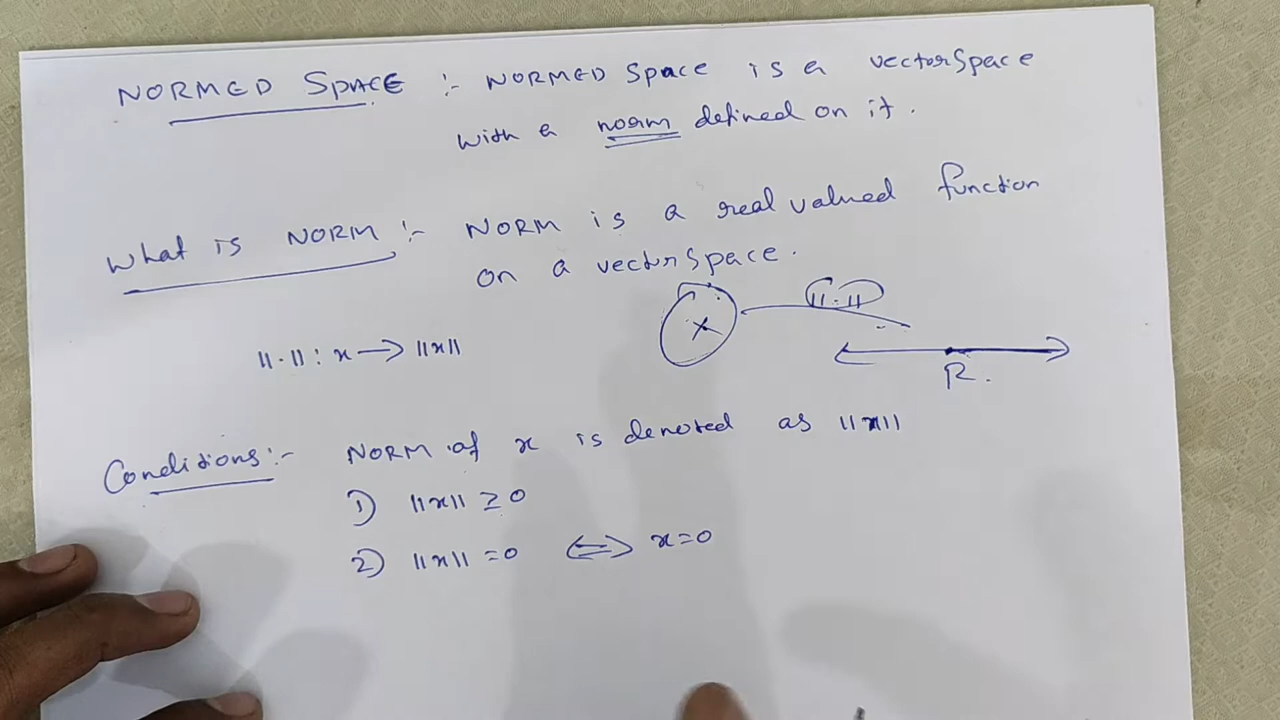 NORMED SPACE :- NORMED Space is a vectorSpace
with a norm defined on it.
What is NORM :- NORM is a real valued function
on a vectorSpace.
||·||
X
||·|| : x → ||x||
R.
Conditions:- NORM of x is denoted as ||x||
1) ||x|| ≥ 0
2) ||x|| = 0 ⇔ x=0